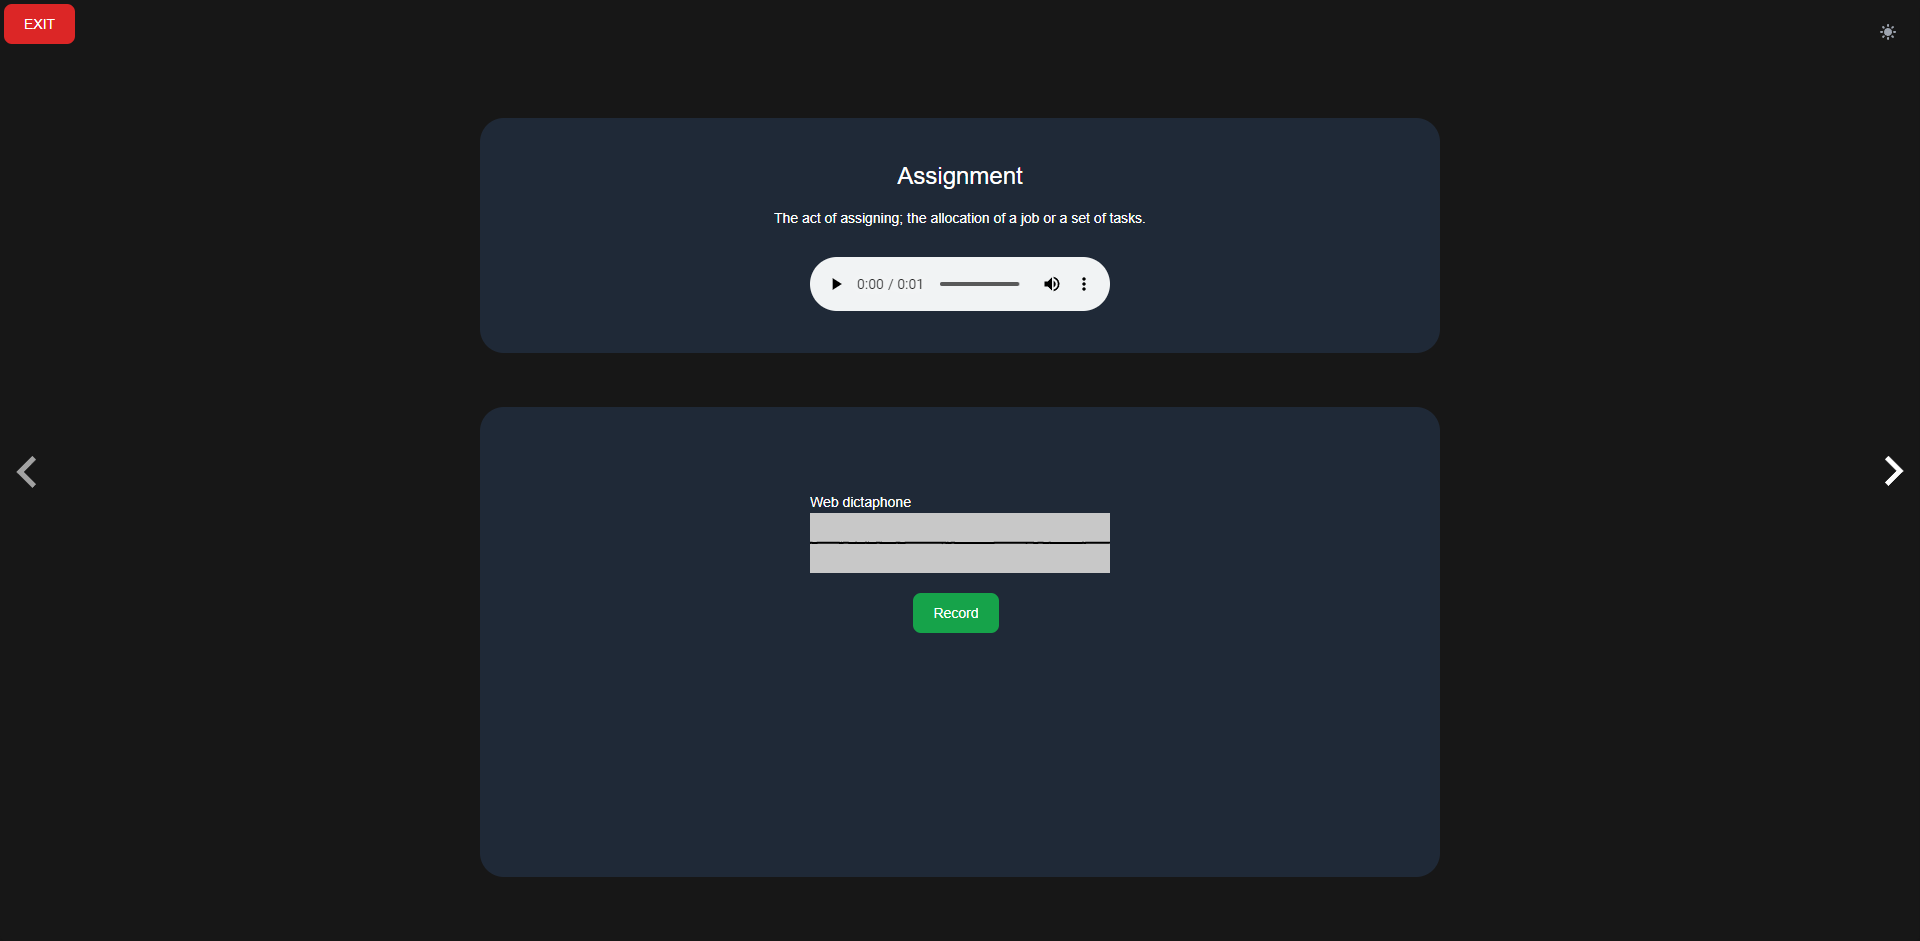 EXIT
Assignment
The act of assigning; the allocation of a job or a set of tasks.
0:00 / 0:01
Web dictaphone
Record